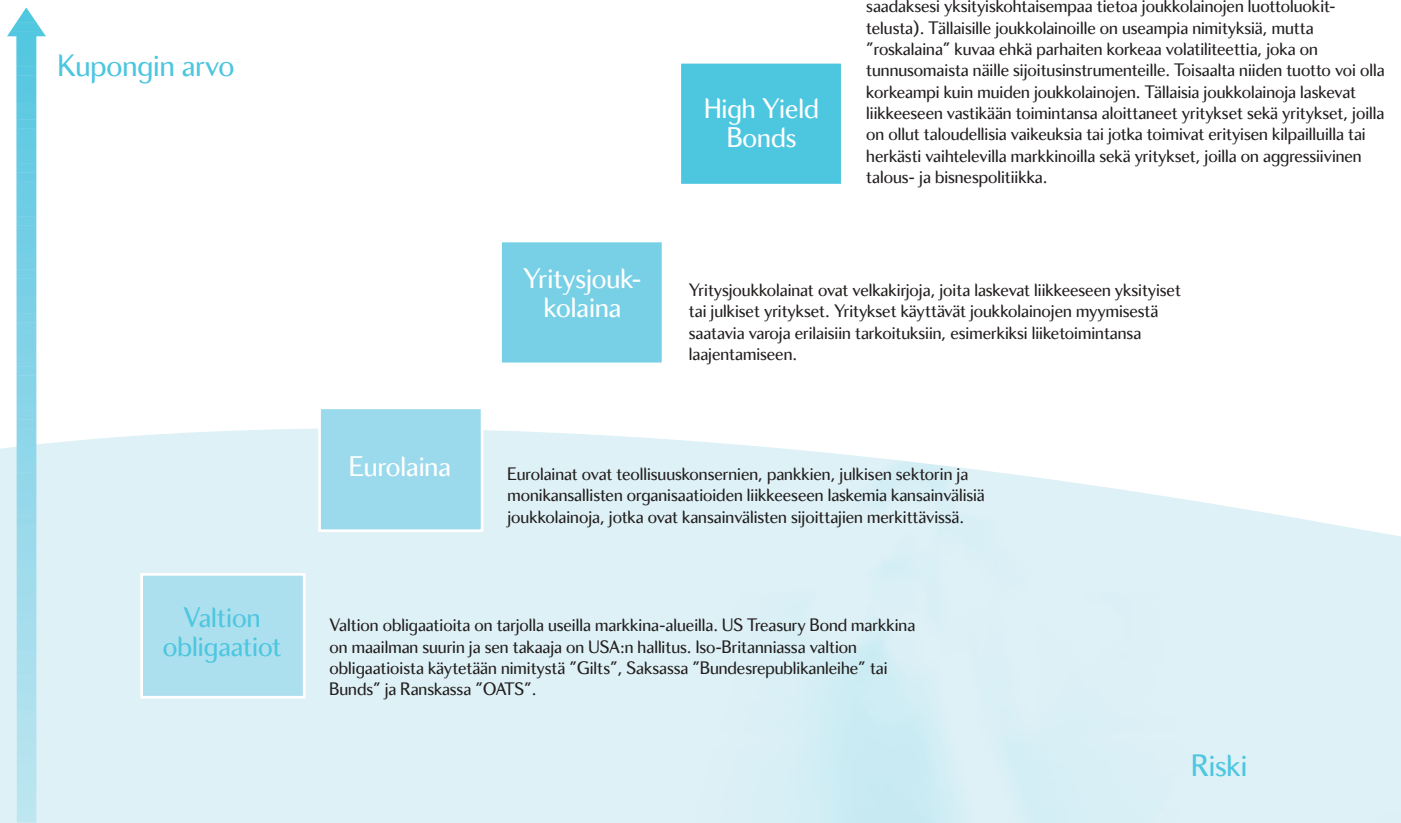 saadaksesi yksityiskohtaisempaa tietoa joukkolainojen luottoluokit-
telusta). Tällaisille joukkolainoille on useampia nimityksiä, mutta
”roskalaina” kuvaa ehkä parhaiten korkeaa volatiliteettia, joka on
tunnusomaista näille sijoitusinstrumenteille. Toisaalta niiden tuotto voi olla
korkeampi kuin muiden joukkolainojen. Tällaisia joukkolainoja laskevat
liikkeeseen vastikään toimintansa aloittaneet yritykset sekä yritykset, joilla
on ollut taloudellisia vaikeuksia tai jotka toimivat erityisen kilpailluilla tai
herkästi vaihtelevilla markkinoilla sekä yritykset, joilla on aggressiivinen
talous- ja bisnespolitiikka.
Kupongin arvo
High Yield
Bonds
Yritysjouk-
kolaina
Yritysjoukkolainat ovat velkakirjoja, joita laskevat liikkeeseen yksityiset
tai julkiset yritykset. Yritykset käyttävät joukkolainojen myymisestä
saatavia varoja erilaisiin tarkoituksiin, esimerkiksi liiketoimintansa
laajentamiseen.
Eurolaina
Eurolainat ovat teollisuuskonsernien, pankkien, julkisen sektorin ja
monikansallisten organisaatioiden liikkeeseen laskemia kansainvälisiä
joukkolainoja, jotka ovat kansainvälisten sijoittajien merkittävissä.
Valtion
obligaatiot
Valtion obligaatioita on tarjolla useilla markkina-alueilla. US Treasury Bond markkina
on maailman suurin ja sen takaaja on USA:n hallitus. Iso-Britanniassa valtion
obligaatioista käytetään nimitystä ”Gilts”, Saksassa ”Bundesrepublikanleihe” tai
Bunds” ja Ranskassa ”OATS”.
Riski